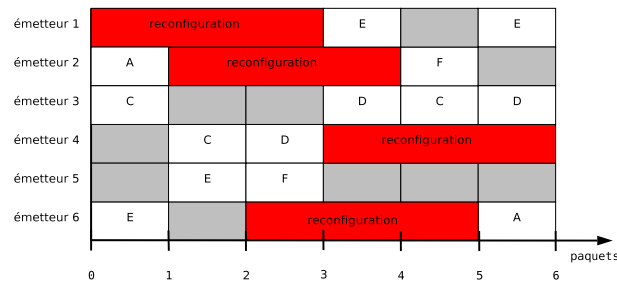 émetteur 1 reconfiguration E E
émetteur 2 A reconfiguration F
émetteur 3 C D C D
émetteur 4 C D reconfiguration
émetteur 5 E F
émetteur 6 E reconfiguration A
paquets
0 1 2 3 4 5 6